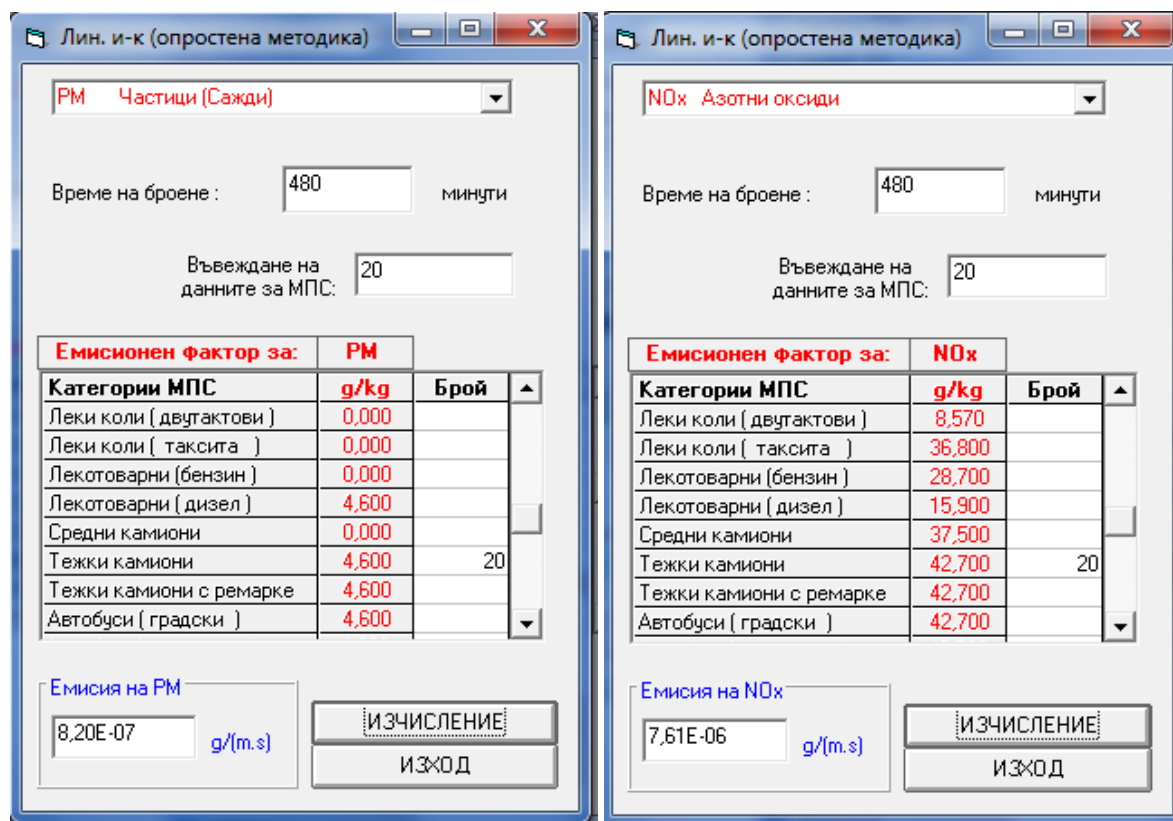 Лин. и-к (опростена методика)
PM Частици (Сажди)
Време на броене : 480 минути
Въвеждане на
данните за МПС: 20
Емисионен фактор за: PM
Категории МПС g/kg Брой
Леки коли ( двутактови ) 0,000
Леки коли ( таксита ) 0,000
Лекотоварни (бензин ) 0,000
Лекотоварни ( дизел ) 4,600
Средни камиони 0,000
Тежки камиони 4,600 20
Тежки камиони с ремарке 4,600
Автобуси ( градски ) 4,600
Емисия на PM
8,20E-07 g/(m.s)
ИЗЧИСЛЕНИЕ
ИЗХОД
Лин. и-к (опростена методика)
NOx Азотни оксиди
Време на броене : 480 минути
Въвеждане на
данните за МПС: 20
Емисионен фактор за: NOx
Категории МПС g/kg Брой
Леки коли ( двутактови ) 8,570
Леки коли ( таксита ) 36,800
Лекотоварни (бензин ) 28,700
Лекотоварни ( дизел ) 15,900
Средни камиони 37,500
Тежки камиони 42,700 20
Тежки камиони с ремарке 42,700
Автобуси ( градски ) 42,700
Емисия на NOx
7,61E-06 g/(m.s)
ИЗЧИСЛЕНИЕ
ИЗХОД